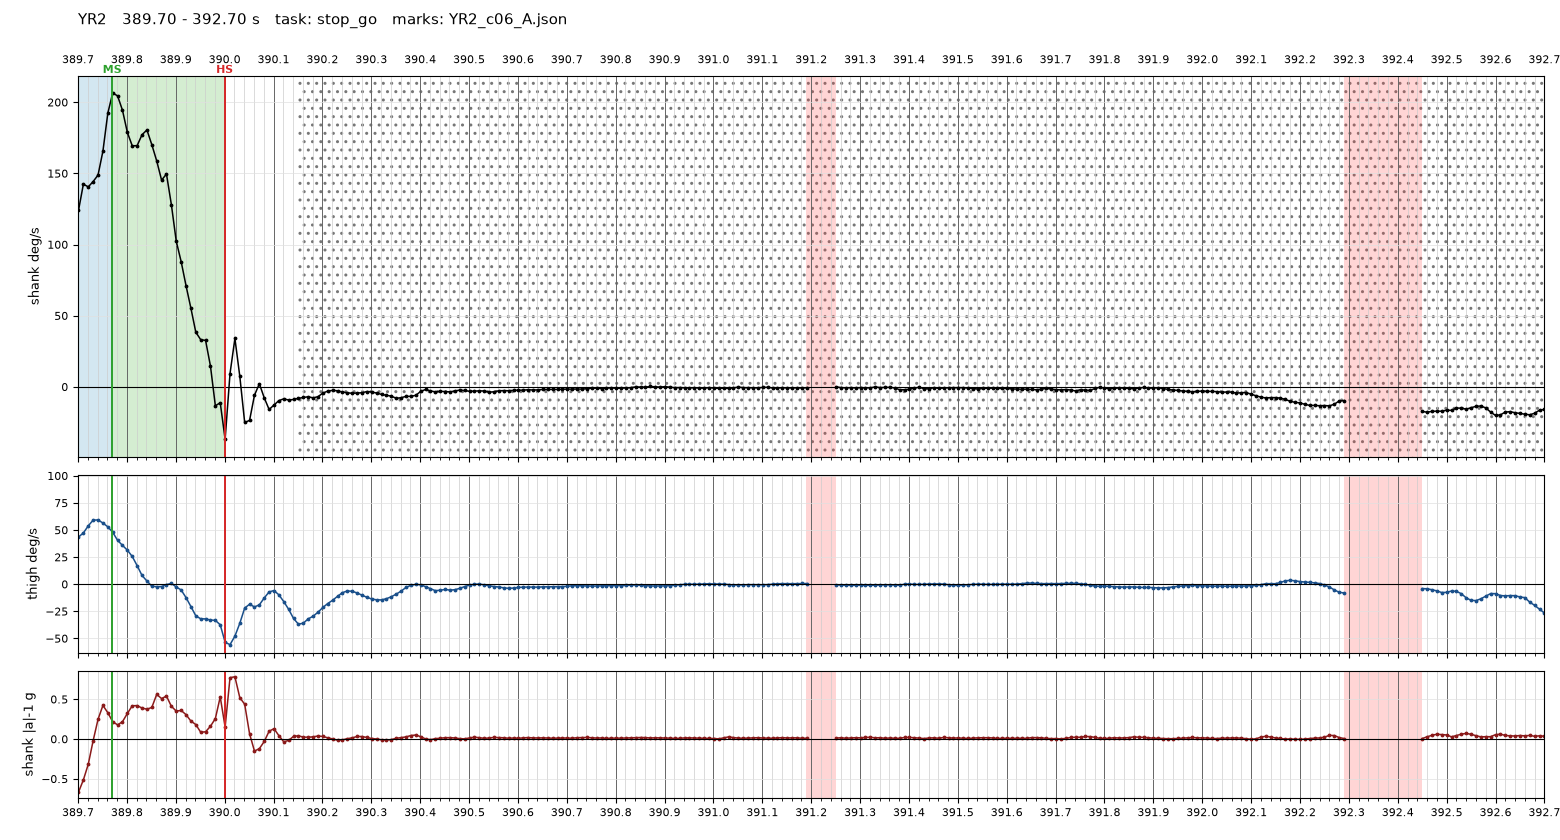 YR2   389.70 - 392.70 s   task: stop_go   marks: YR2_c06_A.json
389.7 389.8 389.9 390.0 390.1 390.2 390.3 390.4 390.5 390.6 390.7 390.8 390.9 391.0 391.1 391.2 391.3 391.4 391.5 391.6 391.7 391.8 391.9 392.0 392.1 392.2 392.3 392.4 392.5 392.6 392.7
MS HS
shank deg/s
200
150
100
50
0
thigh deg/s
100
75
50
25
0
−25
−50
shank |a|-1 g
0.5
0.0
−0.5
389.7 389.8 389.9 390.0 390.1 390.2 390.3 390.4 390.5 390.6 390.7 390.8 390.9 391.0 391.1 391.2 391.3 391.4 391.5 391.6 391.7 391.8 391.9 392.0 392.1 392.2 392.3 392.4 392.5 392.6 392.7